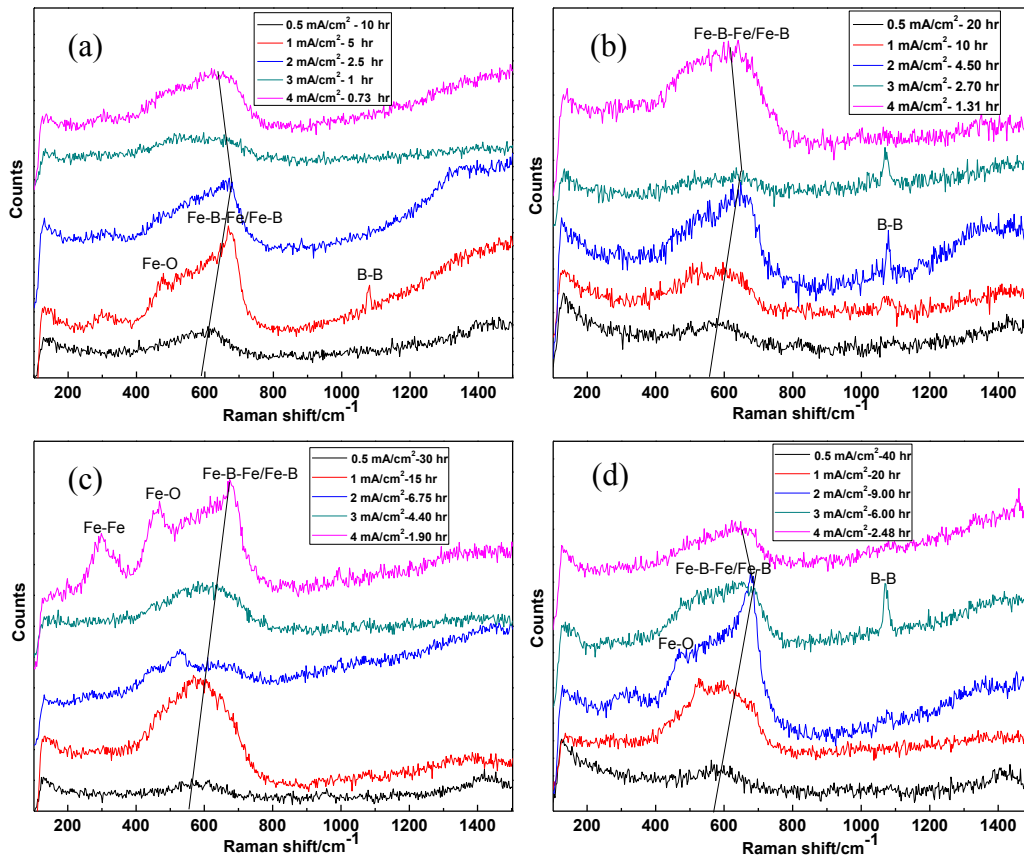 (a)
0.5 mA/cm² - 10 hr
1 mA/cm²- 5 hr
2 mA/cm²- 2.5 hr
3 mA/cm²- 1 hr
4 mA/cm²- 0.73 hr
Fe-B-Fe/Fe-B
Fe-O
B-B
Counts
200 400 600 800 1000 1200 1400
Raman shift/cm⁻¹
(b)
Fe-B-Fe/Fe-B
0.5 mA/cm²- 20 hr
1 mA/cm²- 10 hr
2 mA/cm²- 4.50 hr
3 mA/cm²- 2.70 hr
4 mA/cm²- 1.31 hr
B-B
Counts
200 400 600 800 1000 1200 1400
Raman shift/cm⁻¹
(c)
Fe-B-Fe/Fe-B
0.5 mA/cm²-30 hr
1 mA/cm²-15 hr
2 mA/cm²-6.75 hr
3 mA/cm²-4.40 hr
4 mA/cm²-1.90 hr
Fe-O
Fe-Fe
Counts
200 400 600 800 1000 1200 1400
Raman shift/cm⁻¹
(d)
0.5 mA/cm²-40 hr
1 mA/cm²-20 hr
2 mA/cm²-9.00 hr
3 mA/cm²-6.00 hr
4 mA/cm²-2.48 hr
Fe-B-Fe/Fe-B
B-B
Fe-O
Counts
200 400 600 800 1000 1200 1400
Raman shift/cm⁻¹